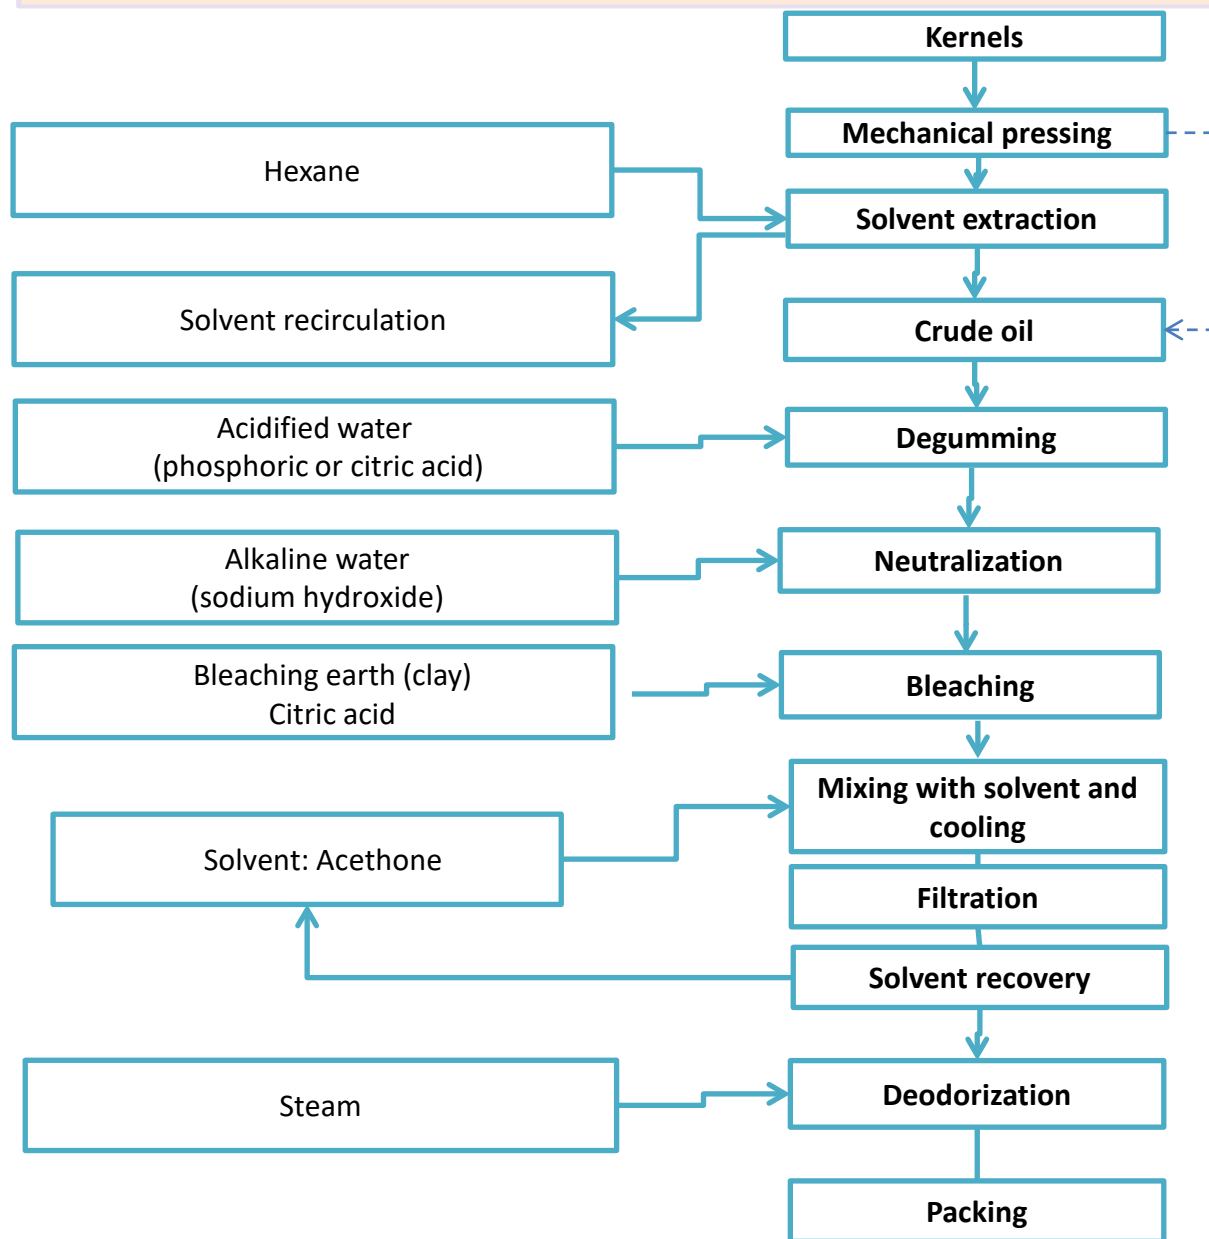 Kernels
Mechanical pressing
Hexane
Solvent extraction
Solvent recirculation
Crude oil
Acidified water
(phosphoric or citric acid)
Degumming
Alkaline water
(sodium hydroxide)
Neutralization
Bleaching earth (clay)
Citric acid
Bleaching
Mixing with solvent and
cooling
Solvent: Acethone
Filtration
Solvent recovery
Steam
Deodorization
Packing